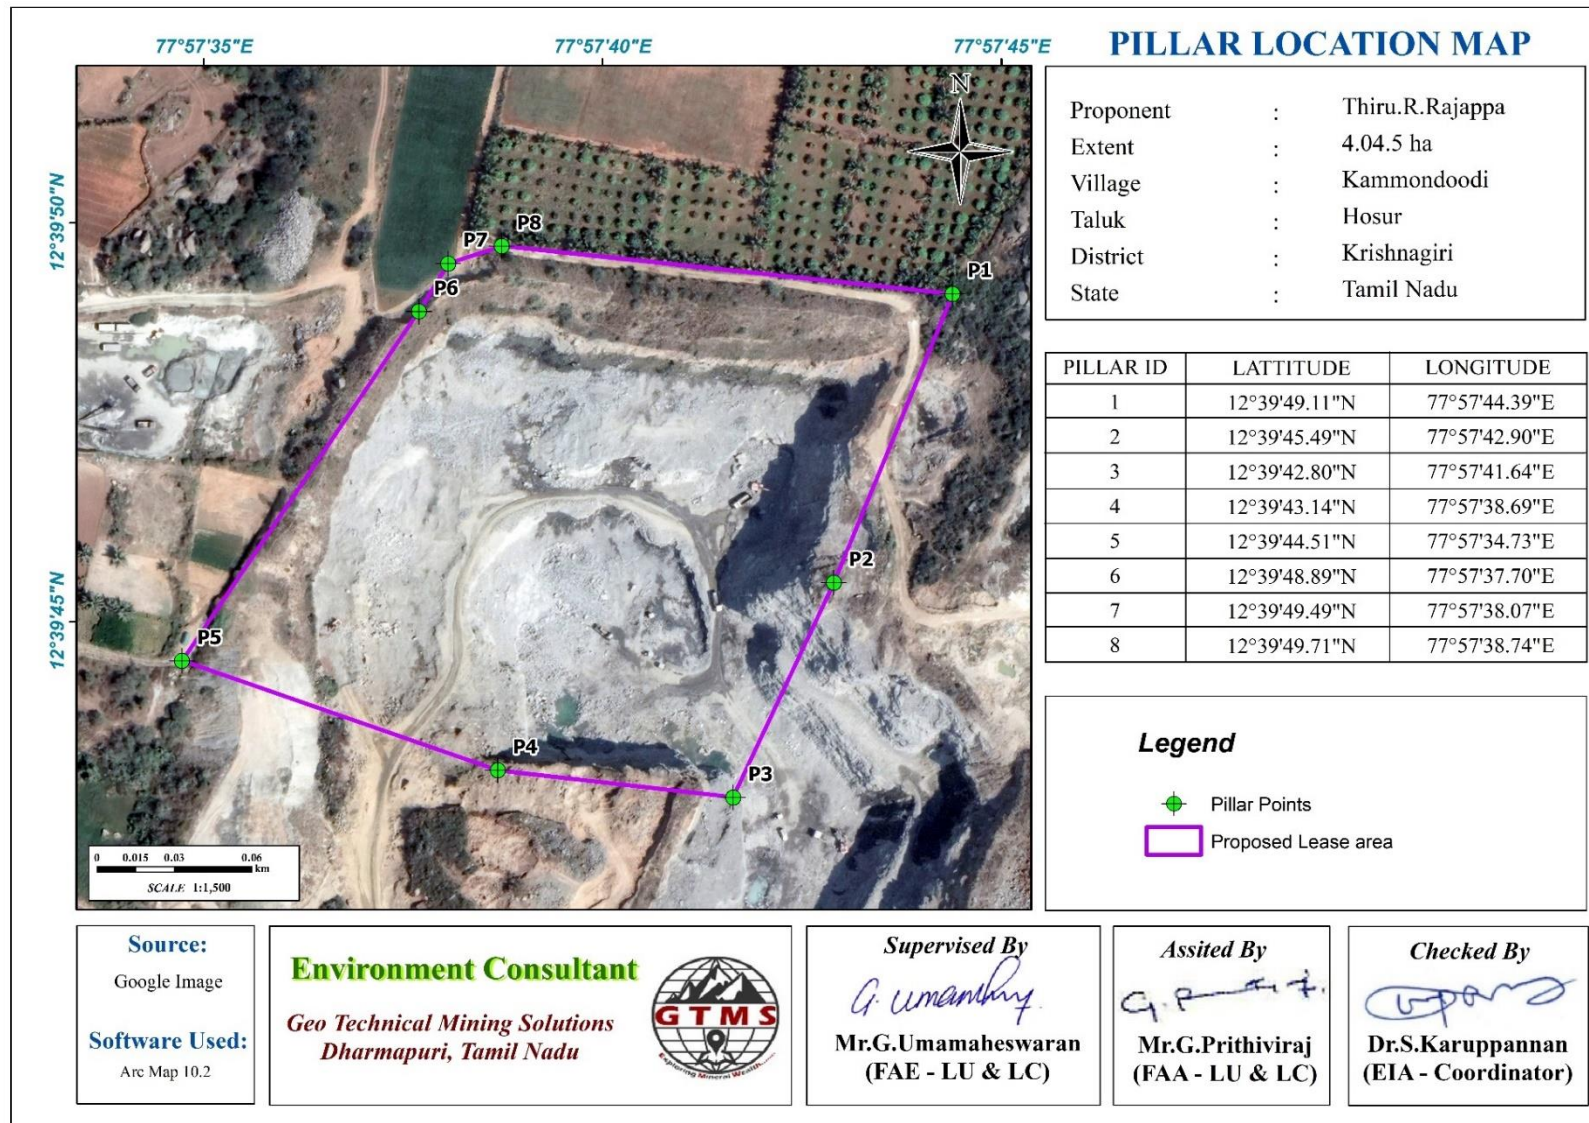 77°57'35"E
77°57'40"E
77°57'45"E
12°39'50"N
12°39'45"N
N
P8
P7
P1
P6
P2
P5
P4
P3
0 0.015 0.03 0.06
km
SCALE 1:1,500
PILLAR LOCATION MAP
Proponent : Thiru.R.Rajappa
Extent : 4.04.5 ha
Village : Kammondoodi
Taluk : Hosur
District : Krishnagiri
State : Tamil Nadu
PILLAR ID LATTITUDE LONGITUDE
1 12°39'49.11"N 77°57'44.39"E
2 12°39'45.49"N 77°57'42.90"E
3 12°39'42.80"N 77°57'41.64"E
4 12°39'43.14"N 77°57'38.69"E
5 12°39'44.51"N 77°57'34.73"E
6 12°39'48.89"N 77°57'37.70"E
7 12°39'49.49"N 77°57'38.07"E
8 12°39'49.71"N 77°57'38.74"E
Legend
Pillar Points
Proposed Lease area
Source:
Google Image
Software Used:
Arc Map 10.2
Environment Consultant
Geo Technical Mining Solutions
Dharmapuri, Tamil Nadu
GTMS
Exploring Mineral Wealth
Supervised By
Mr.G.Umamaheswaran
(FAE - LU & LC)
Assited By
Mr.G.Prithiviraj
(FAA - LU & LC)
Checked By
Dr.S.Karuppannan
(EIA - Coordinator)